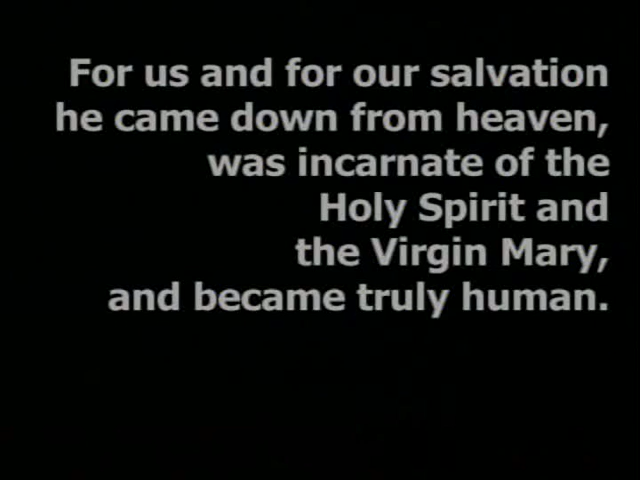 For us and for our salvation
he came down from heaven,
was incarnate of the
Holy Spirit and
the Virgin Mary,
and became truly human.